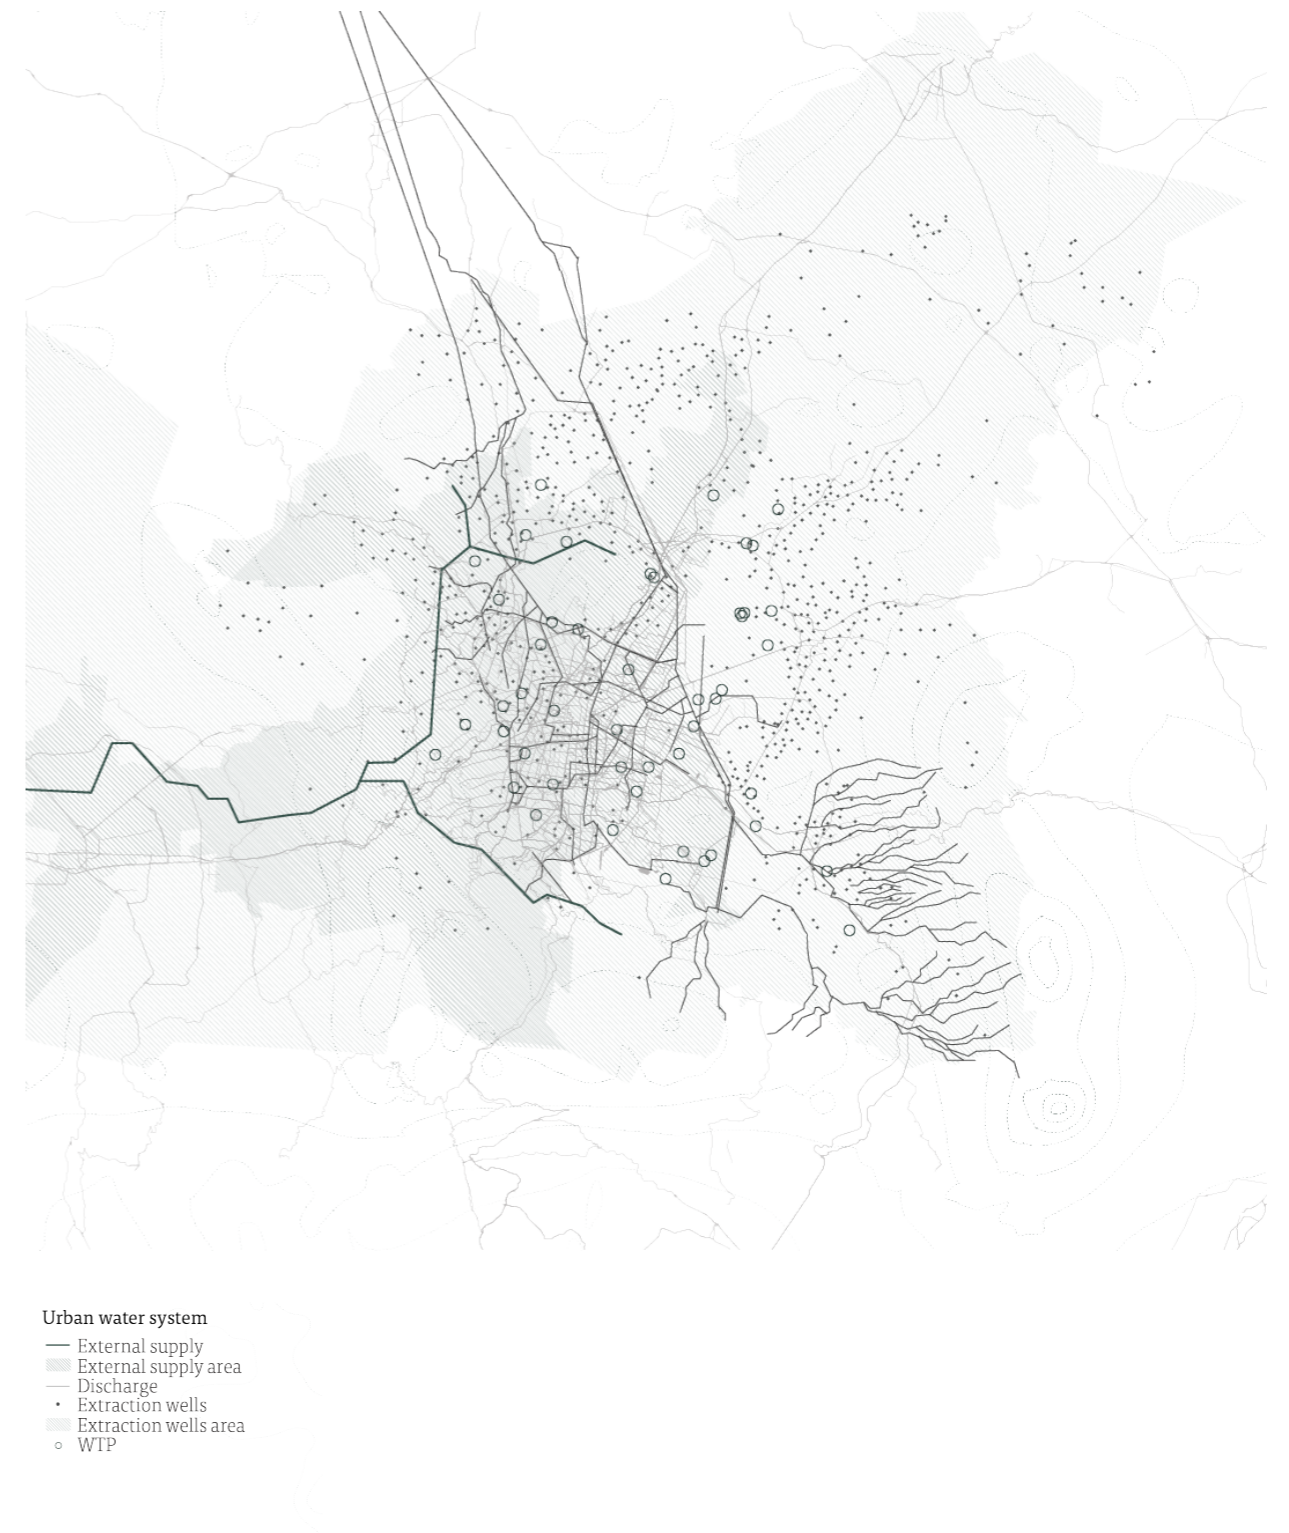 Urban water system
External supply
External supply area
Discharge
Extraction wells
Extraction wells area
WTP